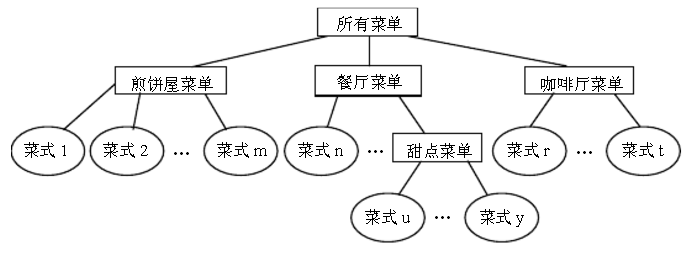 所有菜单
煎饼屋菜单
餐厅菜单
咖啡厅菜单
菜式 1
菜式 2
…
菜式 m
菜式 n
…
甜点菜单
菜式 r
…
菜式 t
菜式 u
…
菜式 y